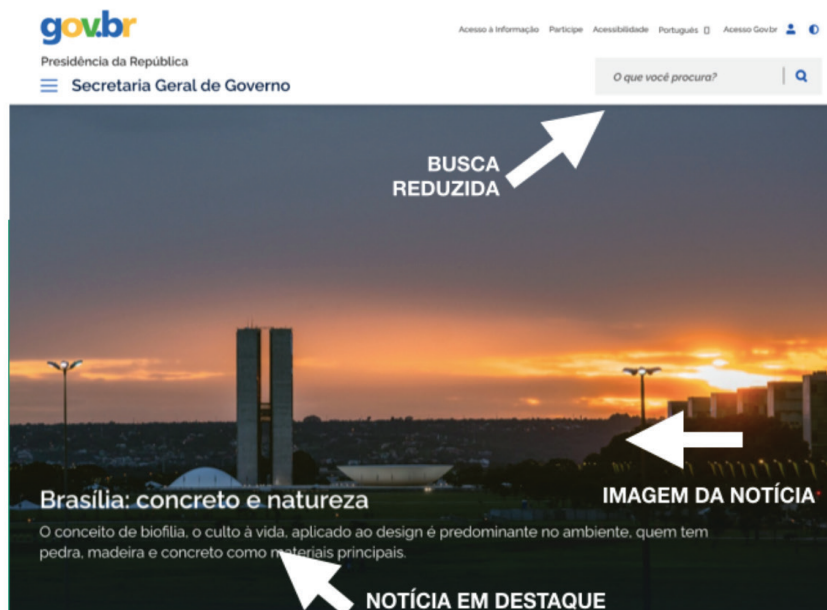 gov.br
Acesso à Informação Participe Acessibilidade Português Acesso Gov.br
Presidência da República
Secretaria Geral de Governo
O que você procura?
BUSCA
REDUZIDA
IMAGEM DA NOTÍCIA
Brasília: concreto e natureza
O conceito de biofilia, o culto à vida, aplicado ao design é predominante no ambiente, quem tem
pedra, madeira e concreto como materiais principais.
NOTÍCIA EM DESTAQUE